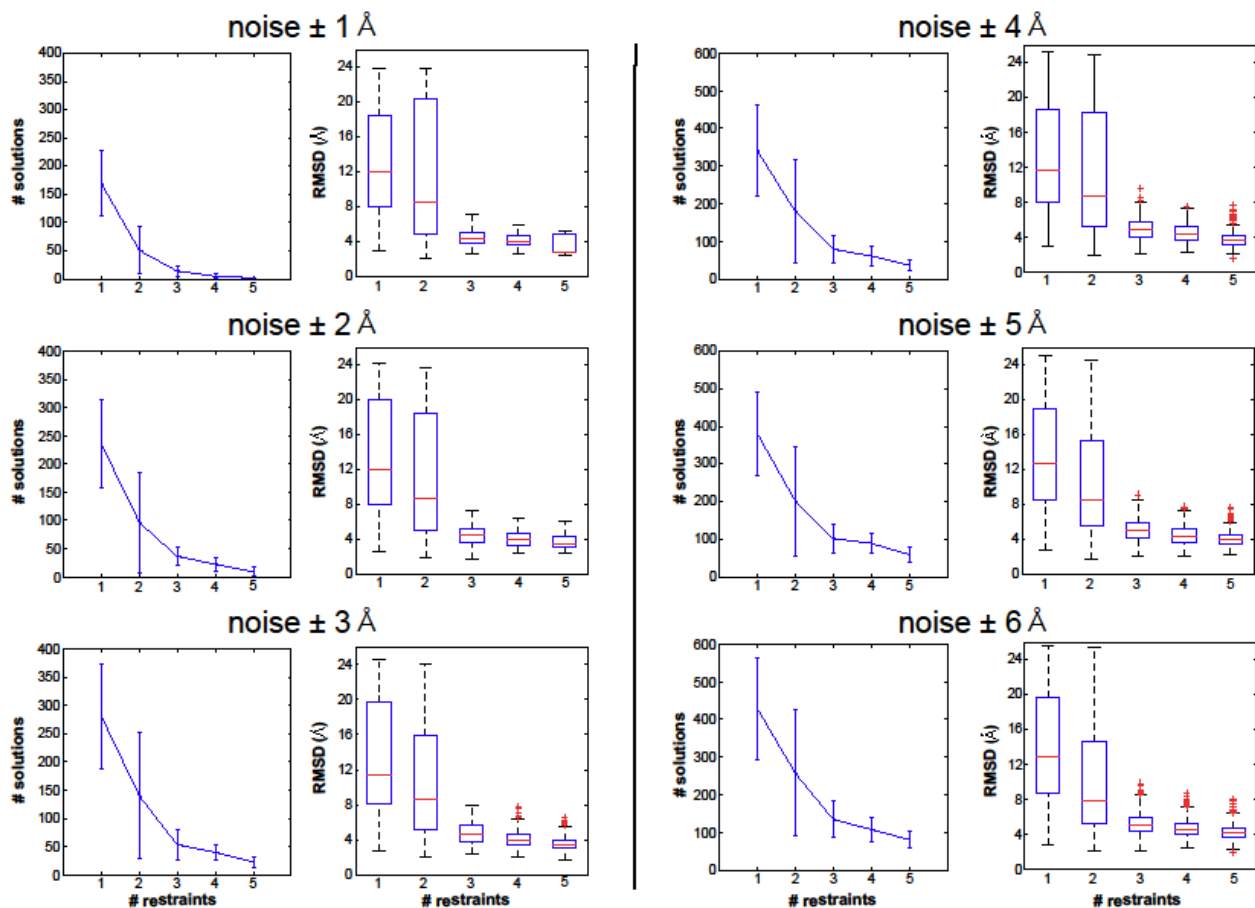 noise ± 1 Å
# solutions
400
350
300
250
200
150
100
50
0
1 2 3 4 5
RMSD (Å)
24
20
16
12
8
4
0
1 2 3 4 5
noise ± 2 Å
# solutions
400
350
300
250
200
150
100
50
0
1 2 3 4 5
RMSD (Å)
24
20
16
12
8
4
0
1 2 3 4 5
noise ± 3 Å
# solutions
400
350
300
250
200
150
100
50
0
1 2 3 4 5
# restraints
RMSD (Å)
24
20
16
12
8
4
0
1 2 3 4 5
# restraints
noise ± 4 Å
# solutions
600
500
400
300
200
100
0
1 2 3 4 5
RMSD (Å)
24
20
16
12
8
4
0
1 2 3 4 5
noise ± 5 Å
# solutions
600
500
400
300
200
100
0
1 2 3 4 5
RMSD (Å)
24
20
16
12
8
4
0
1 2 3 4 5
noise ± 6 Å
# solutions
600
500
400
300
200
100
0
1 2 3 4 5
# restraints
RMSD (Å)
24
20
16
12
8
4
0
1 2 3 4 5
# restraints